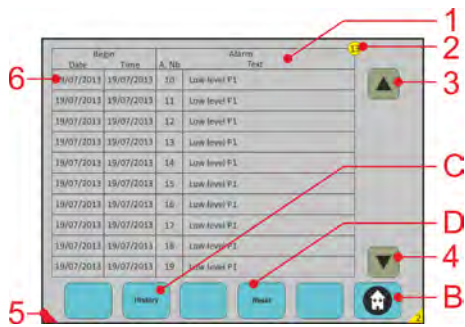 1
Begin Alarm
Date Time A. Nb Text
13
2
6
19/07/2013 19/07/2013 10 Low level P1
3
19/07/2013 19/07/2013 11 Low level P1
19/07/2013 19/07/2013 12 Low level P1
19/07/2013 19/07/2013 13 Low level P1
19/07/2013 19/07/2013 14 Low level P1
C
19/07/2013 19/07/2013 15 Low level P1
19/07/2013 19/07/2013 16 Low level P1
D
19/07/2013 19/07/2013 17 Low level P1
19/07/2013 19/07/2013 18 Low level P1
4
19/07/2013 19/07/2013 19 Low level P1
History Reset
B
5
2